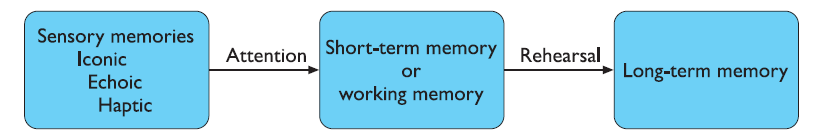 Sensory memories
Iconic
Echoic
Haptic
Attention
Short-term memory
or
working memory
Rehearsal
Long-term memory